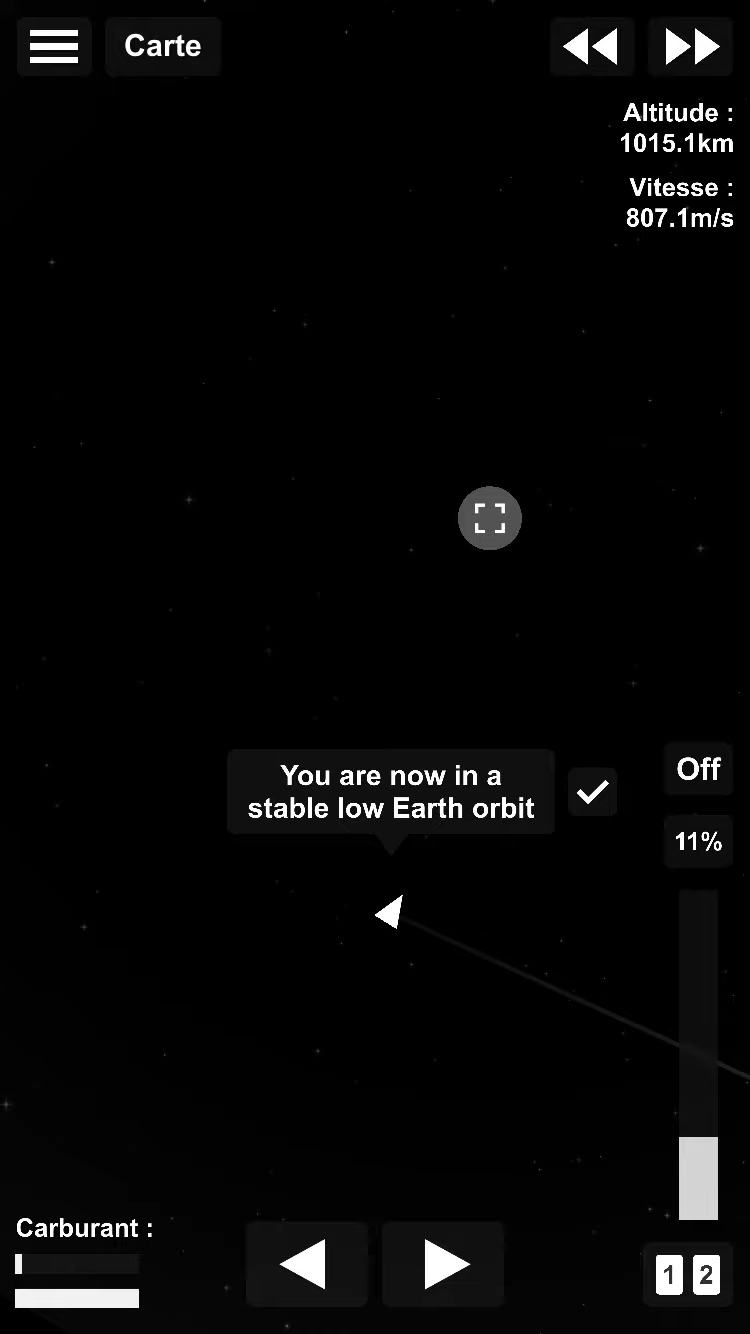 Carte
Altitude :
1015.1km
Vitesse :
807.1m/s
You are now in a
stable low Earth orbit
Off
11%
Carburant :
1 2